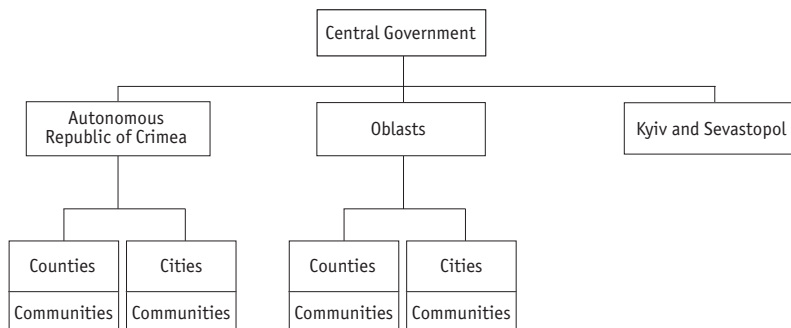 Central Government
Autonomous
Republic of Crimea
Oblasts
Kyiv and Sevastopol
Counties
Cities
Counties
Cities
Communities
Communities
Communities
Communities